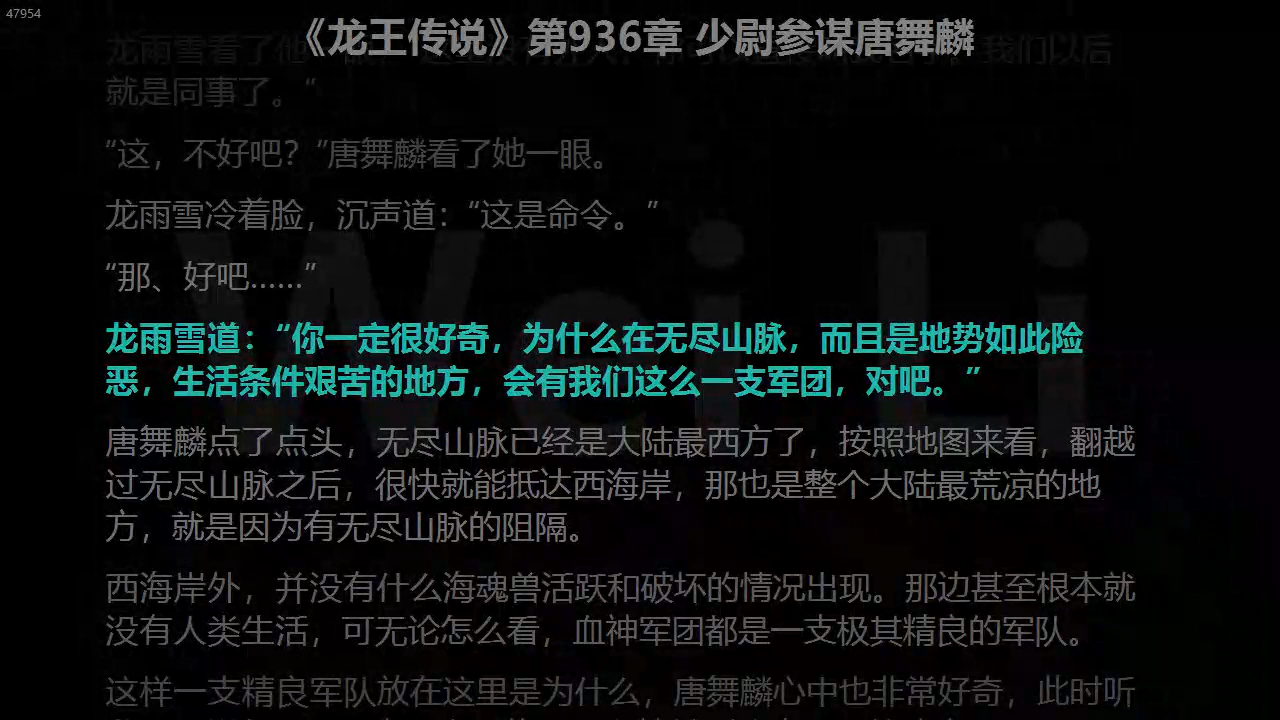 47954
《龙王传说》第936章 少尉参谋唐舞麟
龙雨雪看了他 我们以后
就是同事了。”
“这，不好吧？”唐舞麟看了她一眼。
龙雨雪冷着脸，沉声道：“这是命令。”
“那、好吧……”
龙雨雪道：“你一定很好奇，为什么在无尽山脉，而且是地势如此险
恶，生活条件艰苦的地方，会有我们这么一支军团，对吧。”
唐舞麟点了点头，无尽山脉已经是大陆最西方了，按照地图来看，翻越
过无尽山脉之后，很快就能抵达西海岸，那也是整个大陆最荒凉的地
方，就是因为有无尽山脉的阻隔。
西海岸外，并没有什么海魂兽活跃和破坏的情况出现。那边甚至根本就
没有人类生活，可无论怎么看，血神军团都是一支极其精良的军队。
这样一支精良军队放在这里是为什么，唐舞麟心中也非常好奇，此时听
Wei Li